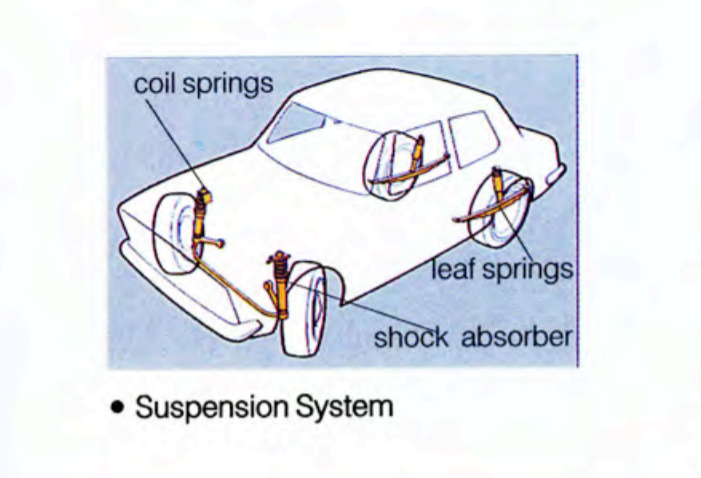 coil springs
leaf springs
shock absorber
• Suspension System